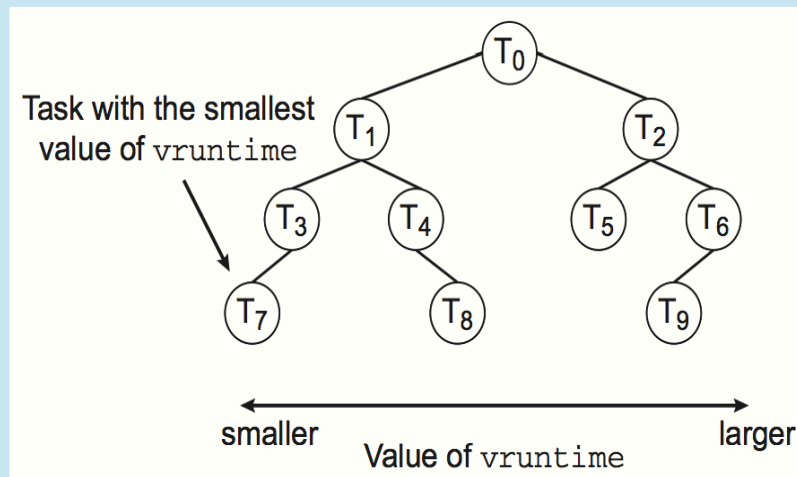 T0
Task with the smallest
value of vruntime
T1
T2
T3
T4
T5
T6
T7
T8
T9
smaller
larger
Value of vruntime